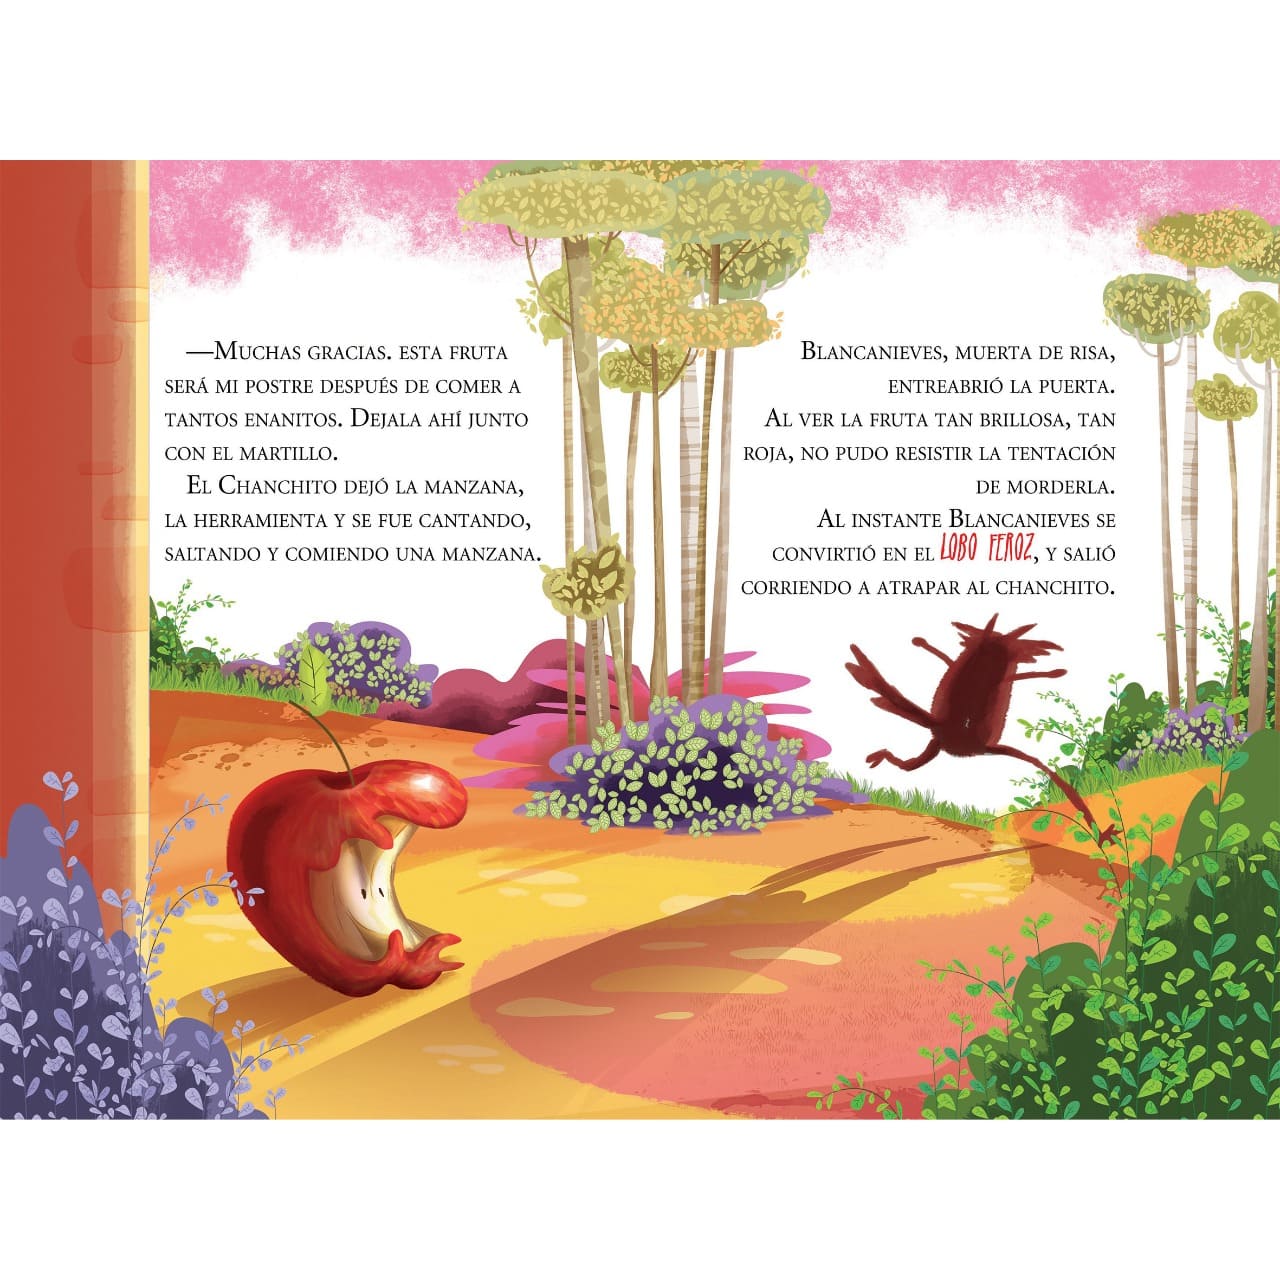 —Muchas gracias. esta fruta
será mi postre después de comer a
tantos enanitos. Dejala ahí junto
con el martillo.
El Chanchito dejó la manzana,
la herramienta y se fue cantando,
saltando y comiendo una manzana.
Blancanieves, muerta de risa,
entreabrió la puerta.
Al ver la fruta tan brillosa, tan
roja, no pudo resistir la tentación
de morderla.
Al instante Blancanieves se
convirtió en el LOBO FEROZ, y salió
corriendo a atrapar al chanchito.